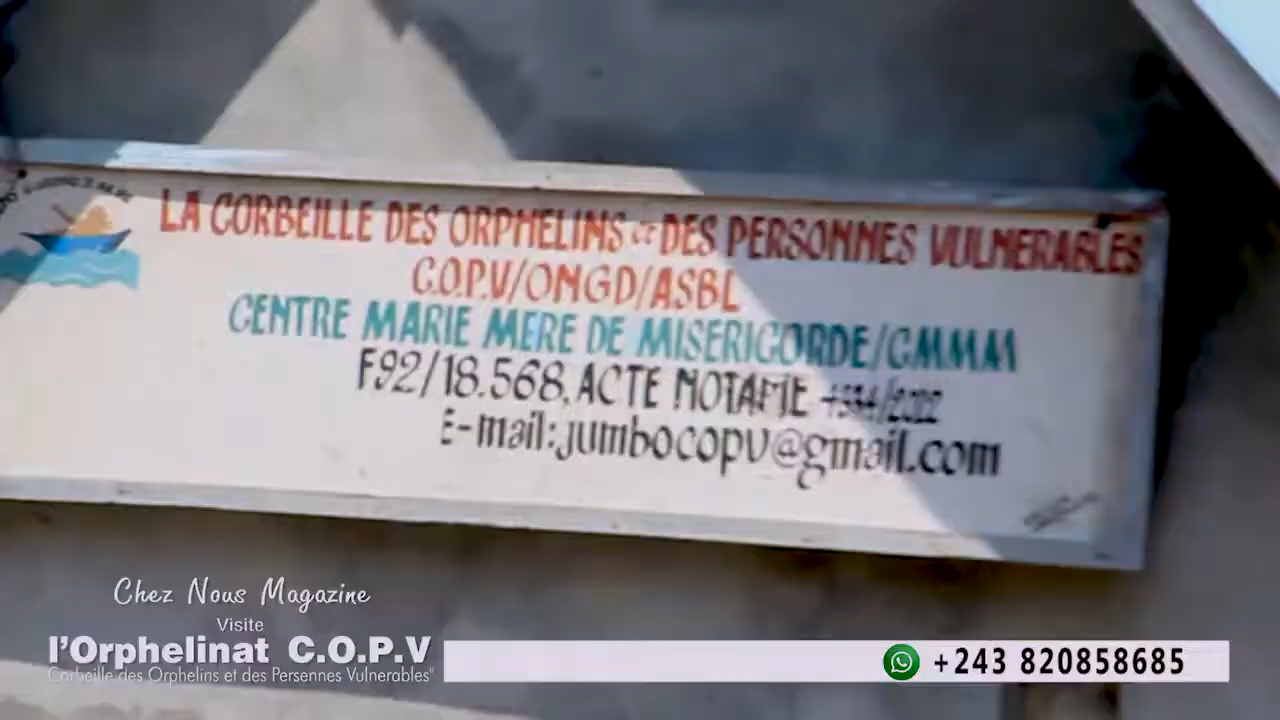 LA CORBEILLE DES ORPHELINS et DES PERSONNES VULNERABLES
C.O.P.V/ONGD/ASBL
CENTRE MARIE MERE DE MISERICORDE/CMMM
F92/18.568, ACTE NOTARIE
E-mail: jumbocopv@gmail.com
Chez Nous Magazine
Visite
l'Orphelinat C.O.P.V
Corbeille des Orphelins et des Persennes Vulnerables"
+243 820858685